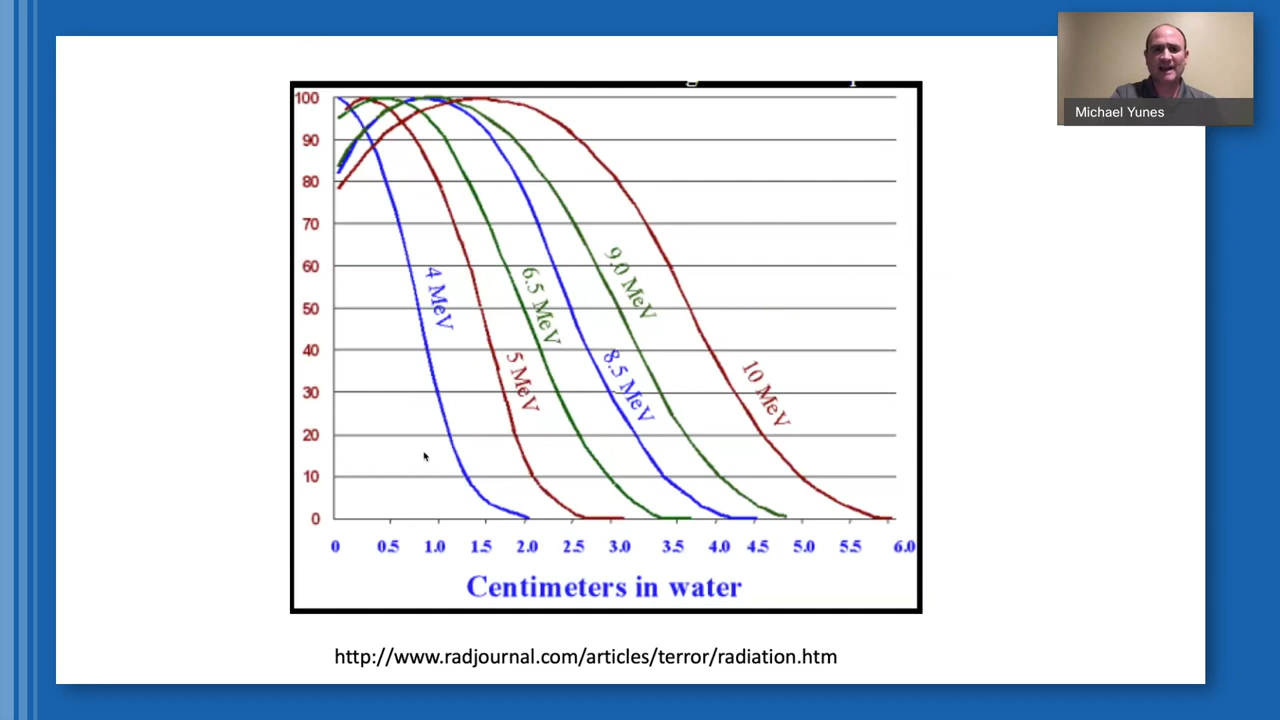 Michael Yunes
100
90
80
70
60
50
40
30
20
10
0
4 MeV
5 MeV
6.5 MeV
8.5 MeV
9.0 MeV
10 MeV
0 0.5 1.0 1.5 2.0 2.5 3.0 3.5 4.0 4.5 5.0 5.5 6.0
Centimeters in water
http://www.radjournal.com/articles/terror/radiation.htm